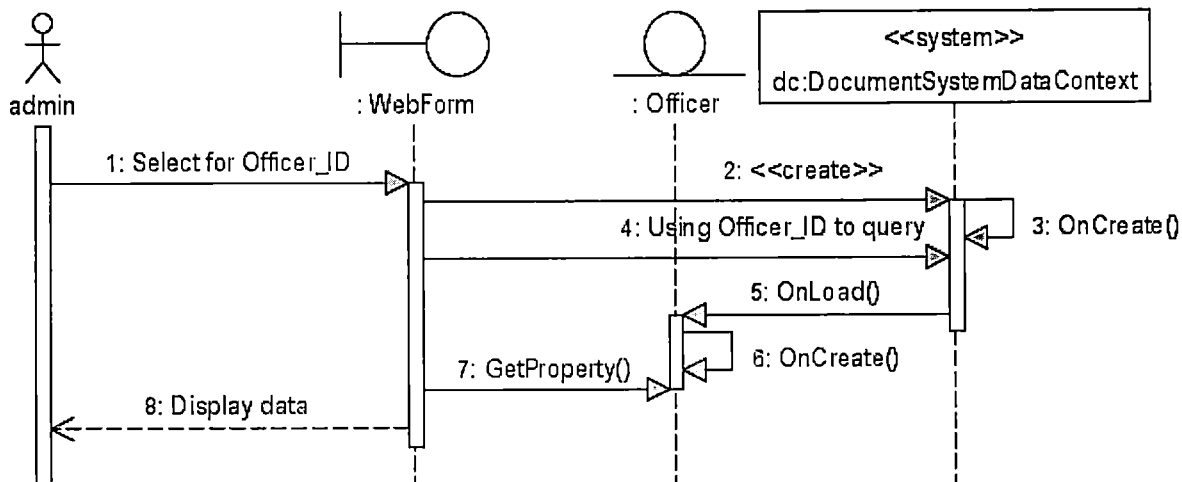 <<system>>
dc:DocumentSystemDataContext
admin
: WebForm
: Officer
1: Select for Officer_ID
2: <<create>>
3: OnCreate()
4: Using Officer_ID to query
5: OnLoad()
6: OnCreate()
7: GetProperty()
8: Display data